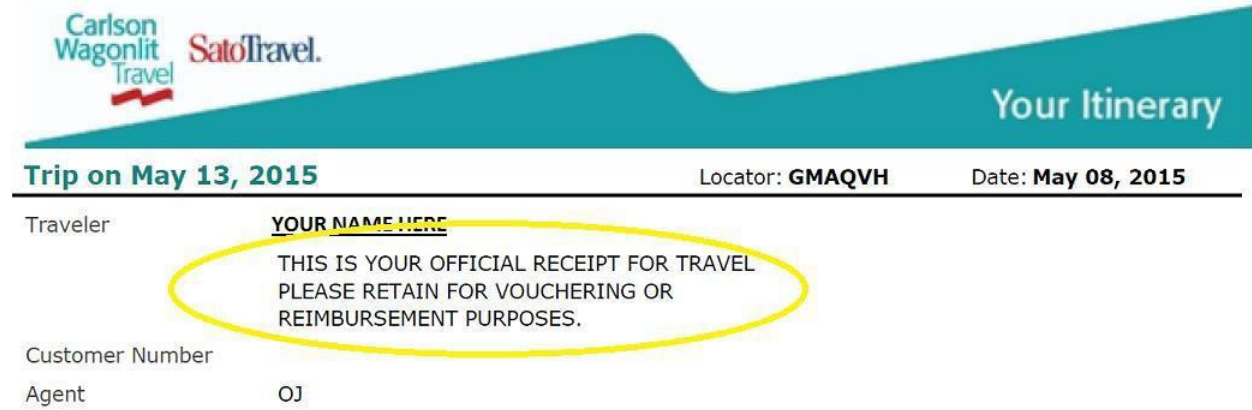 Carlson
Wagonlit
Travel
SatoTravel.
Your Itinerary
Trip on May 13, 2015 Locator: GMAQVH Date: May 08, 2015
Traveler YOUR NAME HERE
THIS IS YOUR OFFICIAL RECEIPT FOR TRAVEL
PLEASE RETAIN FOR VOUCHERING OR
REIMBURSEMENT PURPOSES.
Customer Number
Agent OJ